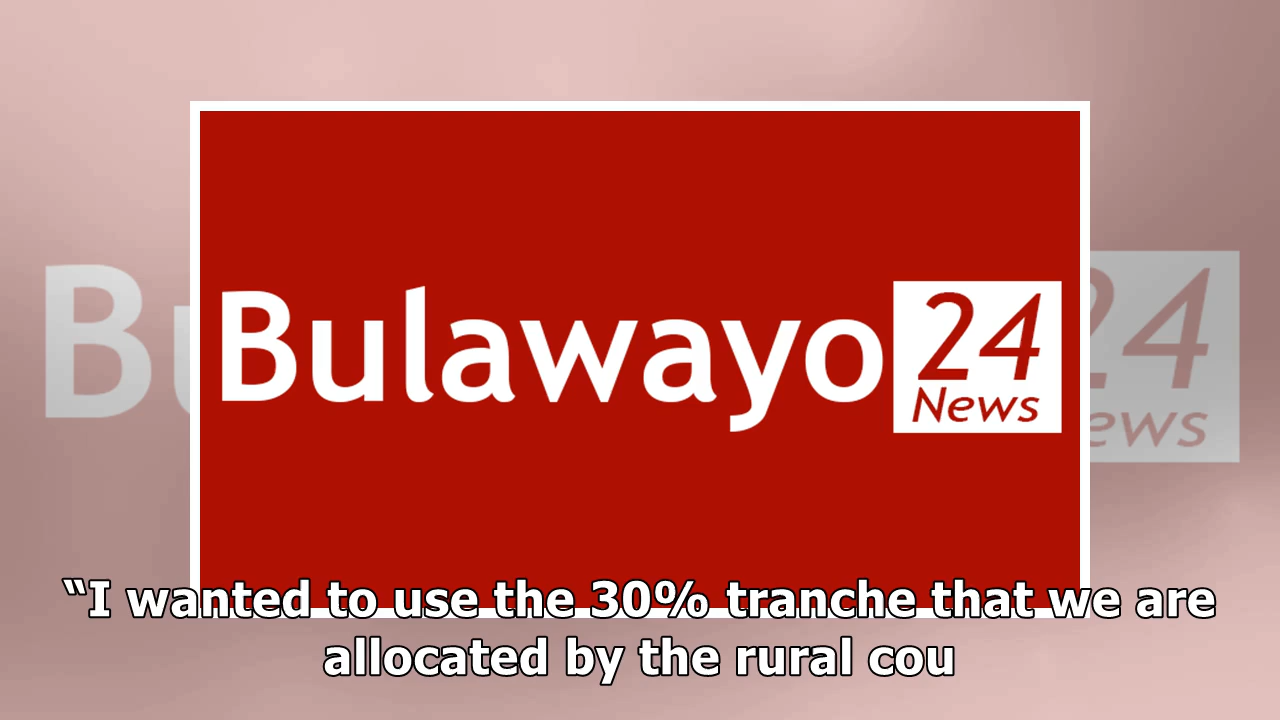 Bulawayo 24
News
“I wanted to use the 30% tranche that we are
allocated by the rural cou